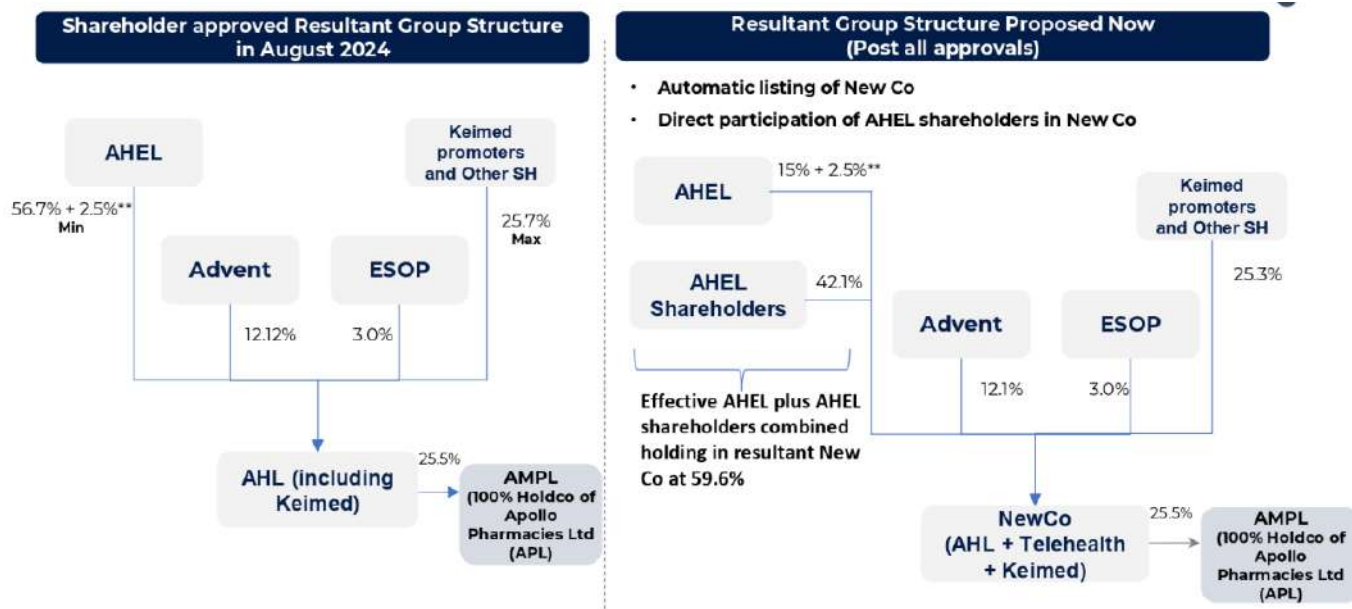 Shareholder approved Resultant Group Structure
in August 2024
AHEL
Keimed
promoters
and Other SH
56.7% + 2.5%**
Min
25.7%
Max
Advent
ESOP
12.12%
3.0%
AHL (including
Keimed)
25.5%
AMPL
(100% Holdco of
Apollo
Pharmacies Ltd
(APL)
Resultant Group Structure Proposed Now
(Post all approvals)
• Automatic listing of New Co
• Direct participation of AHEL shareholders in New Co
AHEL
15% + 2.5%**
Keimed
promoters
and Other SH
AHEL
Shareholders
42.1%
25.3%
Advent
ESOP
12.1%
3.0%
Effective AHEL plus AHEL
shareholders combined
holding in resultant New
Co at 59.6%
NewCo
(AHL + Telehealth
+ Keimed)
25.5%
AMPL
(100% Holdco of
Apollo
Pharmacies Ltd
(APL)